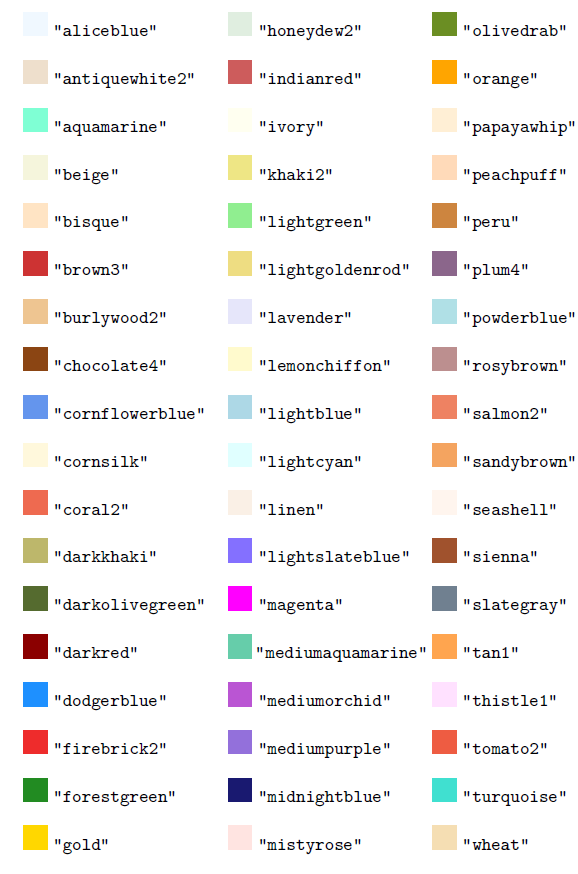 "aliceblue" "honeydew2" "olivedrab"
"antiquewhite2" "indianred" "orange"
"aquamarine" "ivory" "papayawhip"
"beige" "khaki2" "peachpuff"
"bisque" "lightgreen" "peru"
"brown3" "lightgoldenrod" "plum4"
"burlywood2" "lavender" "powderblue"
"chocolate4" "lemonchiffon" "rosybrown"
"cornflowerblue" "lightblue" "salmon2"
"cornsilk" "lightcyan" "sandybrown"
"coral2" "linen" "seashell"
"darkkhaki" "lightslateblue" "sienna"
"darkolivegreen" "magenta" "slategray"
"darkred" "mediumaquamarine" "tan1"
"dodgerblue" "mediumorchid" "thistle1"
"firebrick2" "mediumpurple" "tomato2"
"forestgreen" "midnightblue" "turquoise"
"gold" "mistyrose" "wheat"